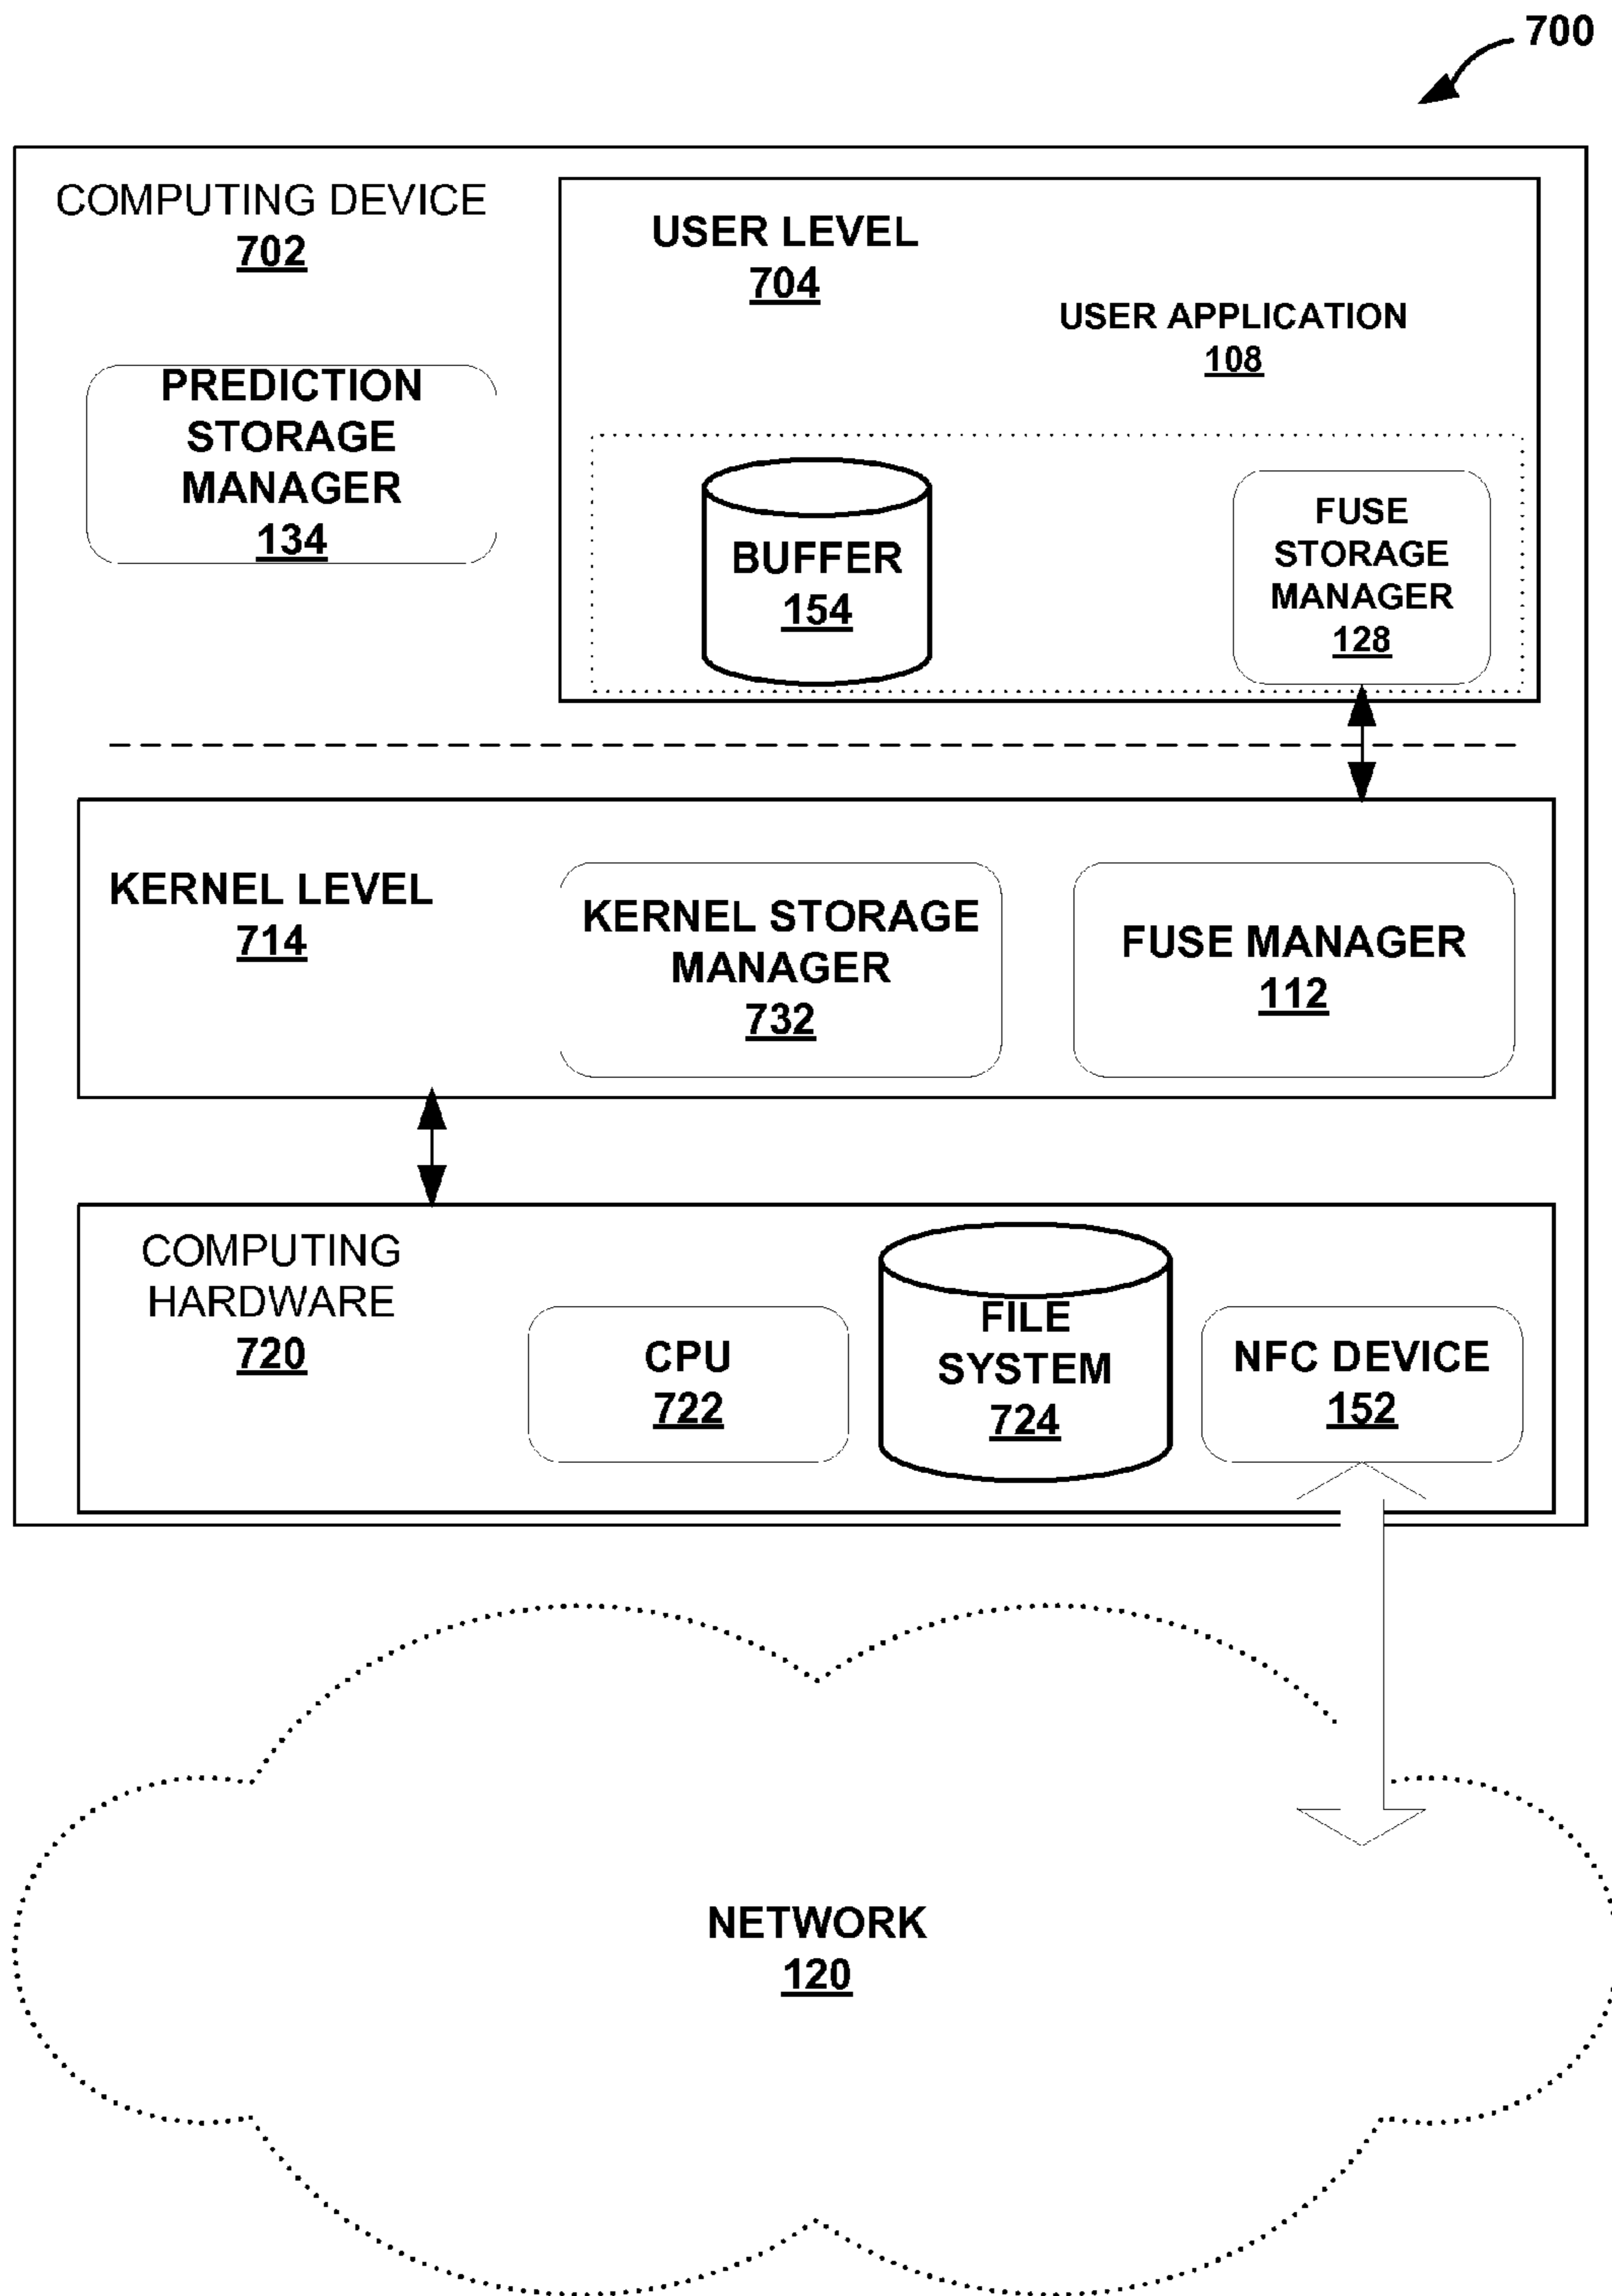 700
COMPUTING DEVICE
702
USER LEVEL
704
USER APPLICATION
108
PREDICTION
STORAGE
MANAGER
134
BUFFER
154
FUSE
STORAGE
MANAGER
128
KERNEL LEVEL
714
KERNEL STORAGE
MANAGER
732
FUSE MANAGER
112
COMPUTING
HARDWARE
720
CPU
722
FILE
SYSTEM
724
NFC DEVICE
152
NETWORK
120